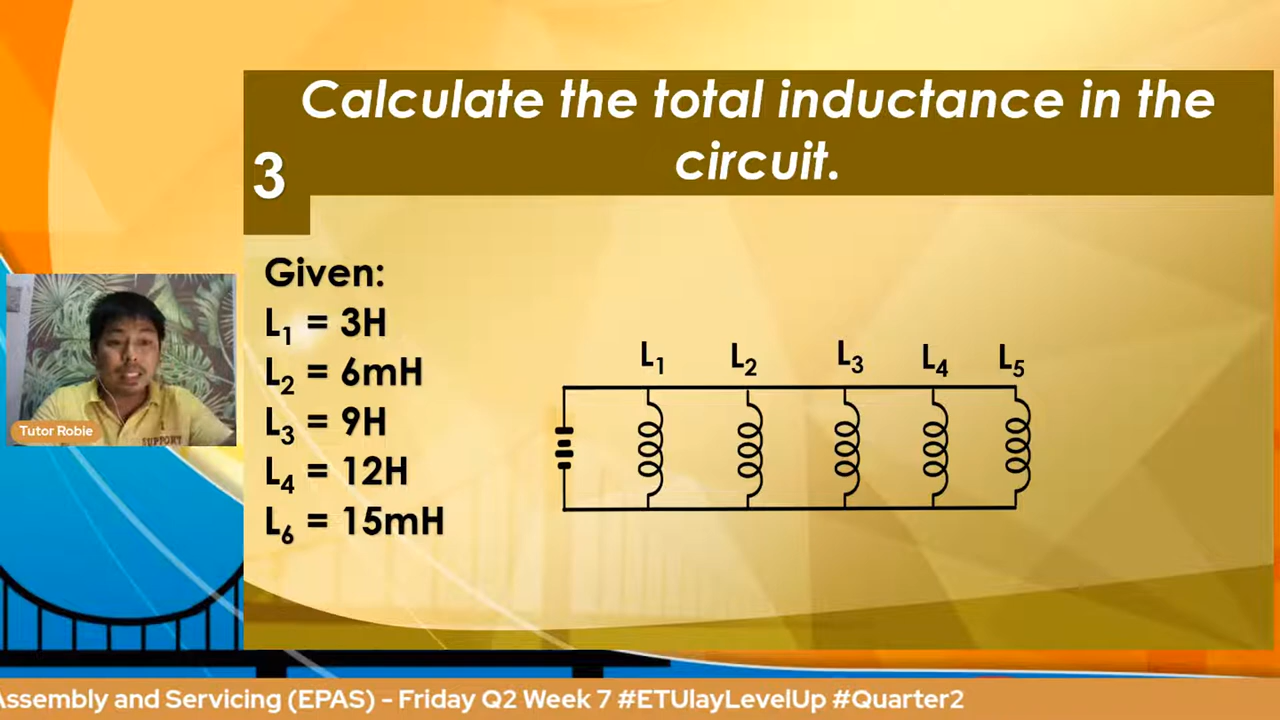 Calculate the total inductance in the
circuit.
3
Given:
L₁ = 3H
L₂ = 6mH
L₃ = 9H
L₄ = 12H
L₆ = 15mH
L₁ L₂ L₃ L₄ L₅
Tutor Roble
SUPPORT
Assembly and Servicing (EPAS) - Friday Q2 Week 7 #ETUlayLevelUp #Quarter2